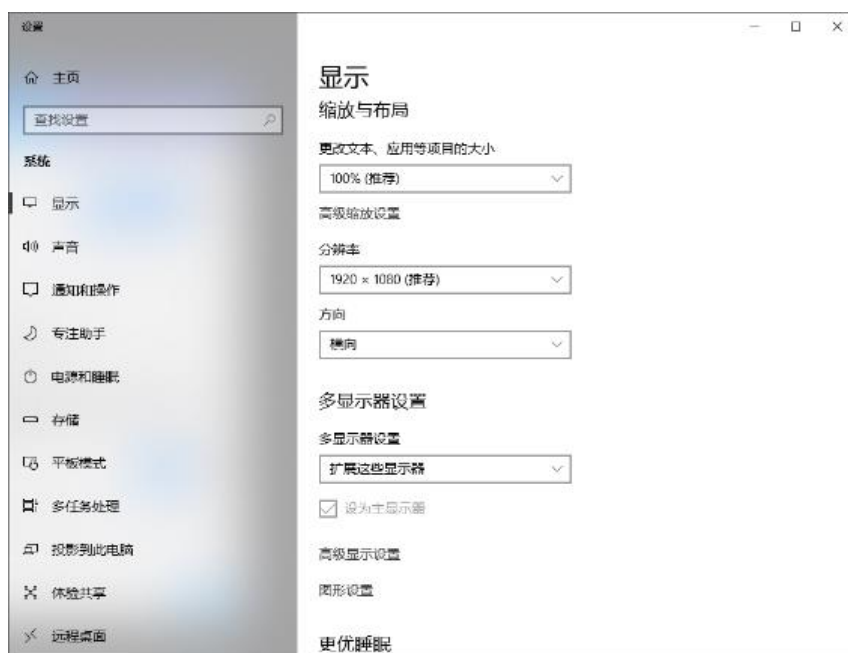 设置
主页
查找设置
系统
显示
声音
通知和操作
专注助手
电源和睡眠
存储
平板模式
多任务处理
投影到此电脑
体验共享
远程桌面
显示
缩放与布局
更改文本、应用等项目的大小
100% (推荐)
高级缩放设置
分辨率
1920 × 1080 (推荐)
方向
横向
多显示器设置
多显示器设置
扩展这些显示器
设为主显示器
高级显示设置
图形设置
更优睡眠